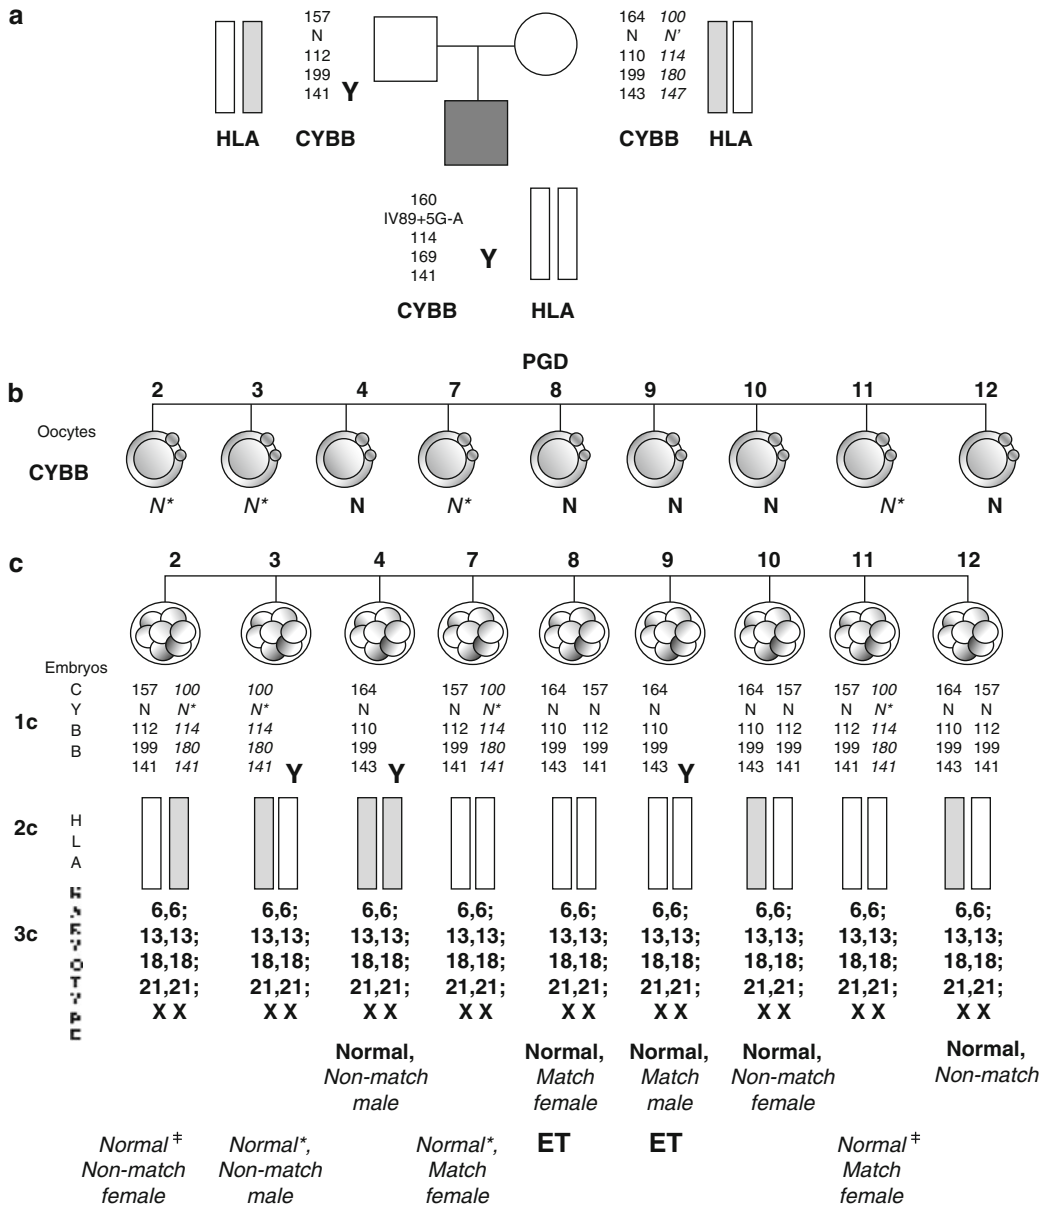 a
157
N
112
199
141 Y
HLA CYBB
164 100
N N'
110 114
199 180
143 147
CYBB HLA
160
IV89+5G-A
114
169
141
Y
CYBB HLA
PGD
b 2 3 4 7 8 9 10 11 12
Oocytes
CYBB
N* N* N N* N N N N* N
c 2 3 4 7 8 9 10 11 12
Embryos
1c
C 157 100 100 164 157 100 164 157 164 164 157 157 100 164 157
Y N N* N* N N N* N N N N N N N* N N
B 112 114 114 110 112 114 110 112 110 110 112 112 114 110 112
B 199 180 180 199 199 180 199 199 199 199 199 199 180 199 199
141 141 141 Y 143 Y 141 141 143 141 143 Y 143 141 141 141 143 141
2c
H
L
A
3c
6,6; 6,6; 6,6; 6,6; 6,6; 6,6; 6,6; 6,6; 6,6;
13,13; 13,13; 13,13; 13,13; 13,13; 13,13; 13,13; 13,13; 13,13;
18,18; 18,18; 18,18; 18,18; 18,18; 18,18; 18,18; 18,18; 18,18;
21,21; 21,21; 21,21; 21,21; 21,21; 21,21; 21,21; 21,21; 21,21;
X X X X X X X X X X X X X X X X X X
Normal, Normal, Normal, Normal, Normal,
Non-match Match Match Non-match Non-match
male female male female
ET ET
Normal ǂ Normal*, Normal*, Normal ǂ
Non-match Non-match Match Match
female male female female